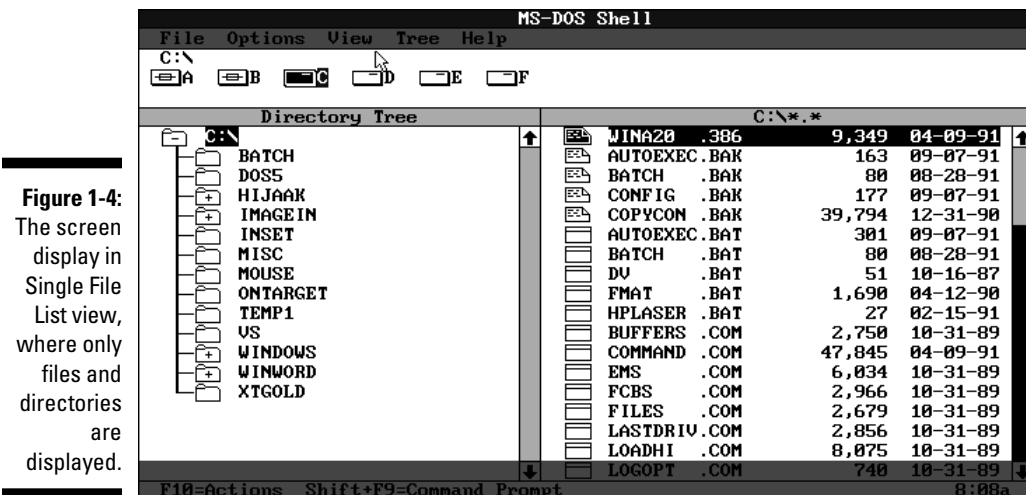 MS-DOS Shell
File Options View Tree Help
C:\
A B C D E F
Directory Tree
C:\
BATCH
DOS5
HIJAAK
IMAGEIN
INSET
MISC
MOUSE
ONTARGET
TEMP1
VS
WINDOWS
WINWORD
XTGOLD
C:\*.*
WINA20 .386 9,349 04-09-91
AUTOEXEC.BAK 163 09-07-91
BATCH .BAK 80 08-28-91
CONFIG .BAK 177 09-07-91
COPYCON .BAK 39,794 12-31-90
AUTOEXEC.BAT 301 09-07-91
BATCH .BAT 80 08-28-91
DV .BAT 51 10-16-87
FMAT .BAT 1,690 04-12-90
HPLASER .BAT 27 02-15-91
BUFFERS .COM 2,750 10-31-89
COMMAND .COM 47,845 04-09-91
EMS .COM 6,034 10-31-89
FCBS .COM 2,966 10-31-89
FILES .COM 2,679 10-31-89
LASTDRIV.COM 2,856 10-31-89
LOADHI .COM 8,075 10-31-89
LOGOPT .COM 740 10-31-89
F10=Actions Shift+F9=Command Prompt 8:08a
Figure 1-4:
The screen
display in
Single File
List view,
where only
files and
directories
are
displayed.